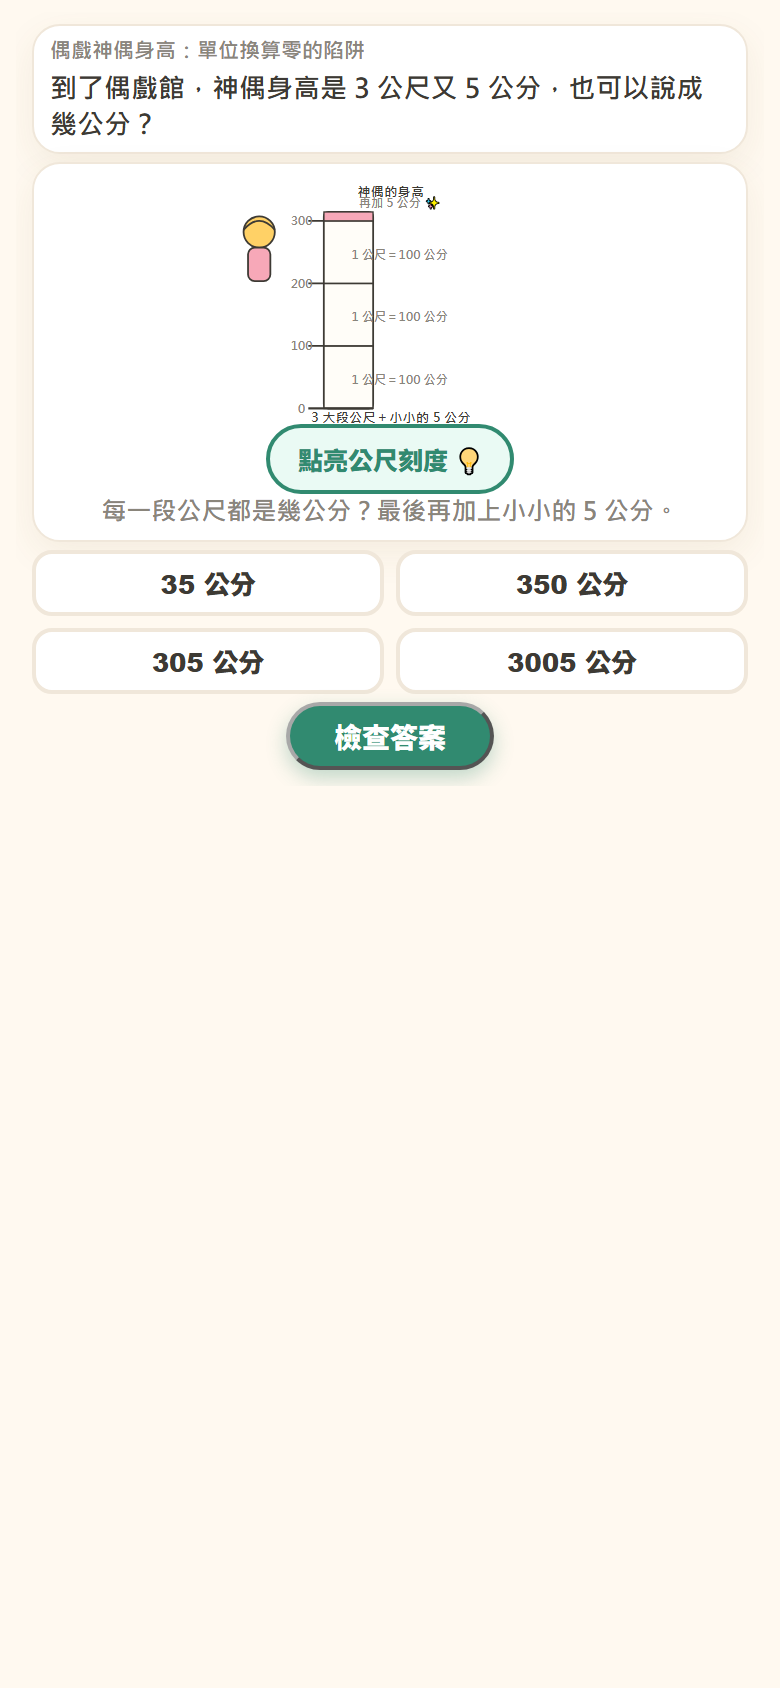 偶戲神偶身高：單位換算零的陷阱
到了偶戲館，神偶身高是 3 公尺又 5 公分，也可以說成
幾公分？
神偶的身高
再加 5 公分 ✨
300
1 公尺＝100 公分
200
1 公尺＝100 公分
100
1 公尺＝100 公分
0
3 大段公尺＋小小的 5 公分
點亮公尺刻度 💡
每一段公尺都是幾公分？最後再加上小小的 5 公分。
35 公分
350 公分
305 公分
3005 公分
檢查答案